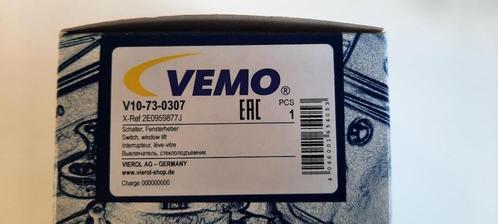 VEMO®
V10-73-0307
X-Ref 2E0959877J
EAC
PCS
1
Schalter, Fensterheber
Switch, window lift
Interrupteur, lève-vitre
Выключатель, стеклоподъемник
VIEROL AG – GERMANY
www.vierol-shop.de
Charge 000000000
4046001654053